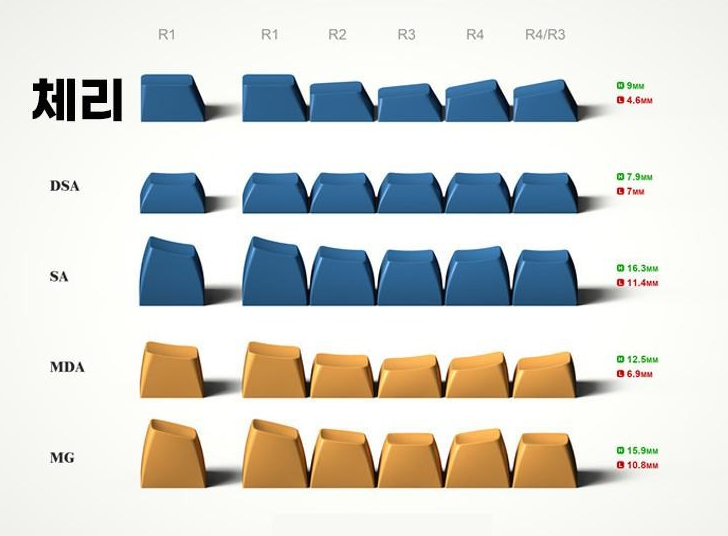 R1 R1 R2 R3 R4 R4/R3
체리
H 9MM
L 4.6MM
DSA
H 7.9MM
L 7MM
SA
H 16.3MM
L 11.4MM
MDA
H 12.5MM
L 6.9MM
MG
H 15.9MM
L 10.8MM